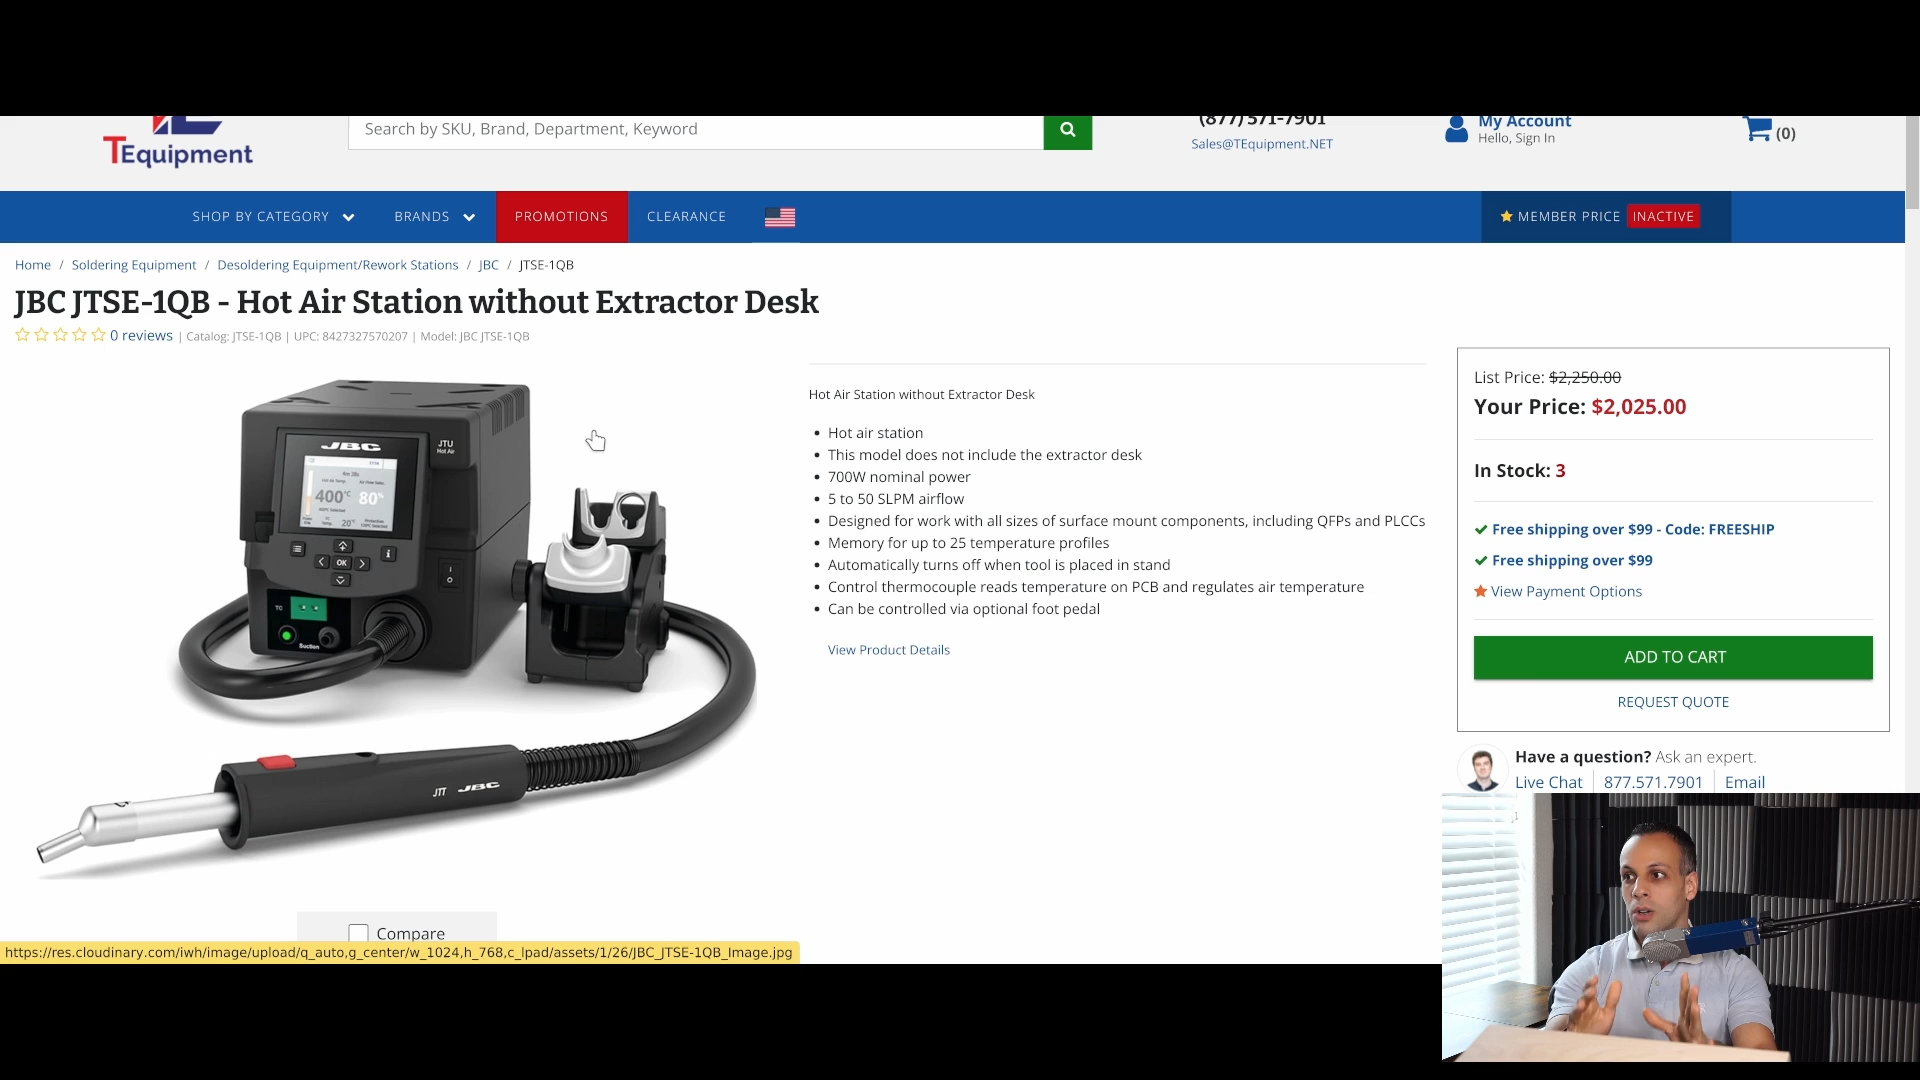 TEquipment
Search by SKU, Brand, Department, Keyword
(877) 571-7901
Sales@TEquipment.NET
My Account
Hello, Sign In
(0)
SHOP BY CATEGORY
BRANDS
PROMOTIONS
CLEARANCE
MEMBER PRICE INACTIVE
Home / Soldering Equipment / Desoldering Equipment/Rework Stations / JBC / JTSE-1QB
JBC JTSE-1QB - Hot Air Station without Extractor Desk
0 reviews | Catalog: JTSE-1QB | UPC: 8427327570207 | Model: JBC JTSE-1QB
JBC
JTU
Hot Air
400°C 80%
20°C
OK
i
TC
Suction
JTT JBC
Compare
Hot Air Station without Extractor Desk
Hot air station
This model does not include the extractor desk
700W nominal power
5 to 50 SLPM airflow
Designed for work with all sizes of surface mount components, including QFPs and PLCCs
Memory for up to 25 temperature profiles
Automatically turns off when tool is placed in stand
Control thermocouple reads temperature on PCB and regulates air temperature
Can be controlled via optional foot pedal
View Product Details
List Price: $2,250.00
Your Price: $2,025.00
In Stock: 3
Free shipping over $99 - Code: FREESHIP
Free shipping over $99
View Payment Options
ADD TO CART
REQUEST QUOTE
Have a question? Ask an expert.
Live Chat | 877.571.7901 | Email
https://res.cloudinary.com/iwh/image/upload/q_auto,g_center/w_1024,h_768,c_lpad/assets/1/26/JBC_JTSE-1QB_Image.jpg